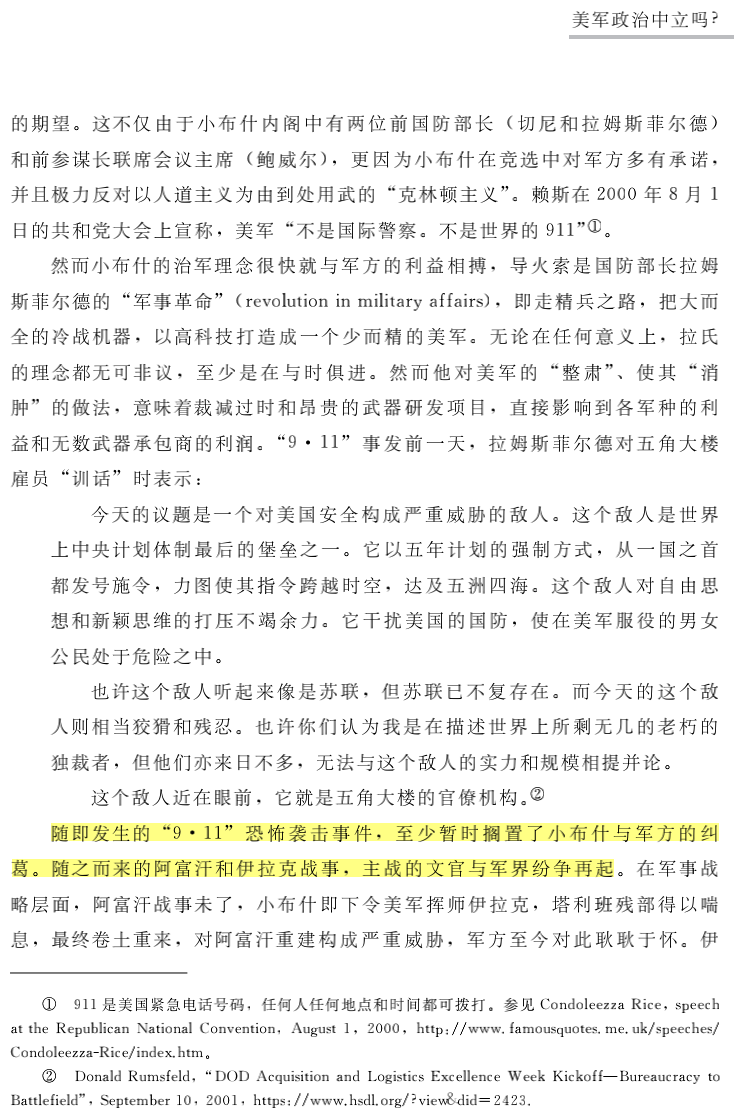 美军政治中立吗?
的期望。这不仅由于小布什内阁中有两位前国防部长（切尼和拉姆斯菲尔德）
和前参谋长联席会议主席（鲍威尔），更因为小布什在竞选中对军方多有承诺，
并且极力反对以人道主义为由到处用武的“克林顿主义”。赖斯在 2000 年 8 月 1
日的共和党大会上宣称，美军“不是国际警察。不是世界的 911”①。
然而小布什的治军理念很快就与军方的利益相搏，导火索是国防部长拉姆
斯菲尔德的“军事革命”（revolution in military affairs），即走精兵之路，把大而
全的冷战机器，以高科技打造成一个少而精的美军。无论在任何意义上，拉氏
的理念都无可非议，至少是在与时俱进。然而他对美军的“整肃”、使其“消
肿”的做法，意味着裁减过时和昂贵的武器研发项目，直接影响到各军种的利
益和无数武器承包商的利润。“9·11”事发前一天，拉姆斯菲尔德对五角大楼
雇员“训话”时表示：
今天的议题是一个对美国安全构成严重威胁的敌人。这个敌人是世界
上中央计划体制最后的堡垒之一。它以五年计划的强制方式，从一国之首
都发号施令，力图使其指令跨越时空，达及五洲四海。这个敌人对自由思
想和新颖思维的打压不竭余力。它干扰美国的国防，使在美军服役的男女
公民处于危险之中。
也许这个敌人听起来像是苏联，但苏联已不复存在。而今天的这个敌
人则相当狡猾和残忍。也许你们认为我是在描述世界上所剩无几的老朽的
独裁者，但他们亦来日不多，无法与这个敌人的实力和规模相提并论。
这个敌人近在眼前，它就是五角大楼的官僚机构。②
随即发生的“9·11”恐怖袭击事件，至少暂时搁置了小布什与军方的纠
葛。随之而来的阿富汗和伊拉克战事，主战的文官与军界纷争再起。在军事战
略层面，阿富汗战事未了，小布什即下令美军挥师伊拉克，塔利班残部得以喘
息，最终卷土重来，对阿富汗重建构成严重威胁，军方至今对此耿耿于怀。伊
① 911 是美国紧急电话号码，任何人任何地点和时间都可拨打。参见 Condoleezza Rice, speech
at the Republican National Convention, August 1, 2000, http://www.famousquotes.me.uk/speeches/
Condoleezza-Rice/index.htm。
② Donald Rumsfeld, “DOD Acquisition and Logistics Excellence Week Kickoff—Bureaucracy to
Battlefield”, September 10, 2001, https://www.hsdl.org/?view&did=2423.